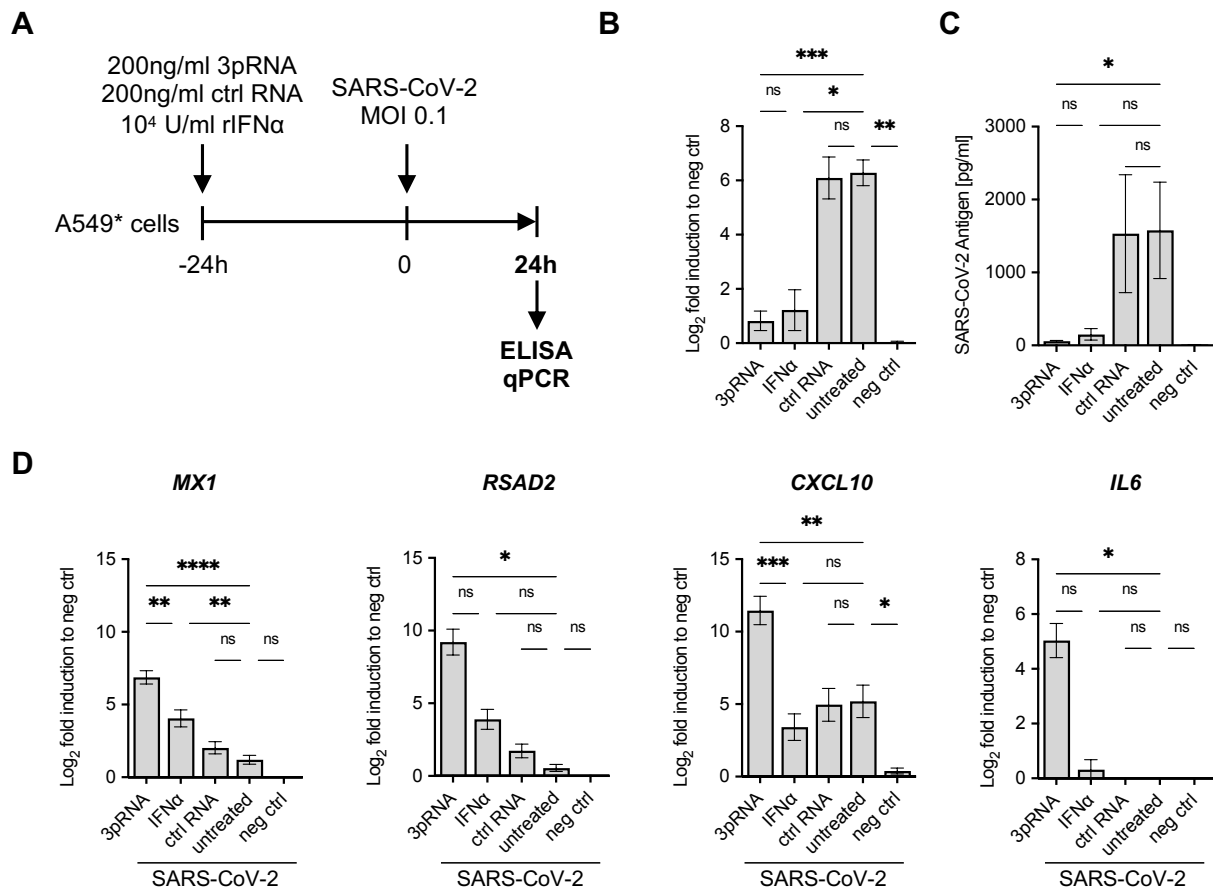 A
200ng/ml 3pRNA
200ng/ml ctrl RNA
10⁴ U/ml rIFNα
SARS-CoV-2
MOI 0.1
A549* cells
-24h
0
24h
ELISA
qPCR
B
***
ns
*
ns
**
Log₂ fold induction to neg ctrl
8
6
4
2
0
3pRNA
IFNα
ctrl RNA
untreated
neg ctrl
C
*
ns
ns
ns
SARS-CoV-2 Antigen [pg/ml]
3000
2000
1000
0
3pRNA
IFNα
ctrl RNA
untreated
neg ctrl
D
MX1
****
**
**
ns
ns
Log₂ fold induction to neg ctrl
15
10
5
0
3pRNA
IFNα
ctrl RNA
untreated
neg ctrl
SARS-CoV-2
RSAD2
*
ns
ns
ns
ns
Log₂ fold induction to neg ctrl
15
10
5
0
3pRNA
IFNα
ctrl RNA
untreated
neg ctrl
SARS-CoV-2
CXCL10
**
***
ns
ns
*
Log₂ fold induction to neg ctrl
15
10
5
0
3pRNA
IFNα
ctrl RNA
untreated
neg ctrl
SARS-CoV-2
IL6
*
ns
ns
ns
ns
Log₂ fold induction to neg ctrl
8
6
4
2
0
3pRNA
IFNα
ctrl RNA
untreated
neg ctrl
SARS-CoV-2